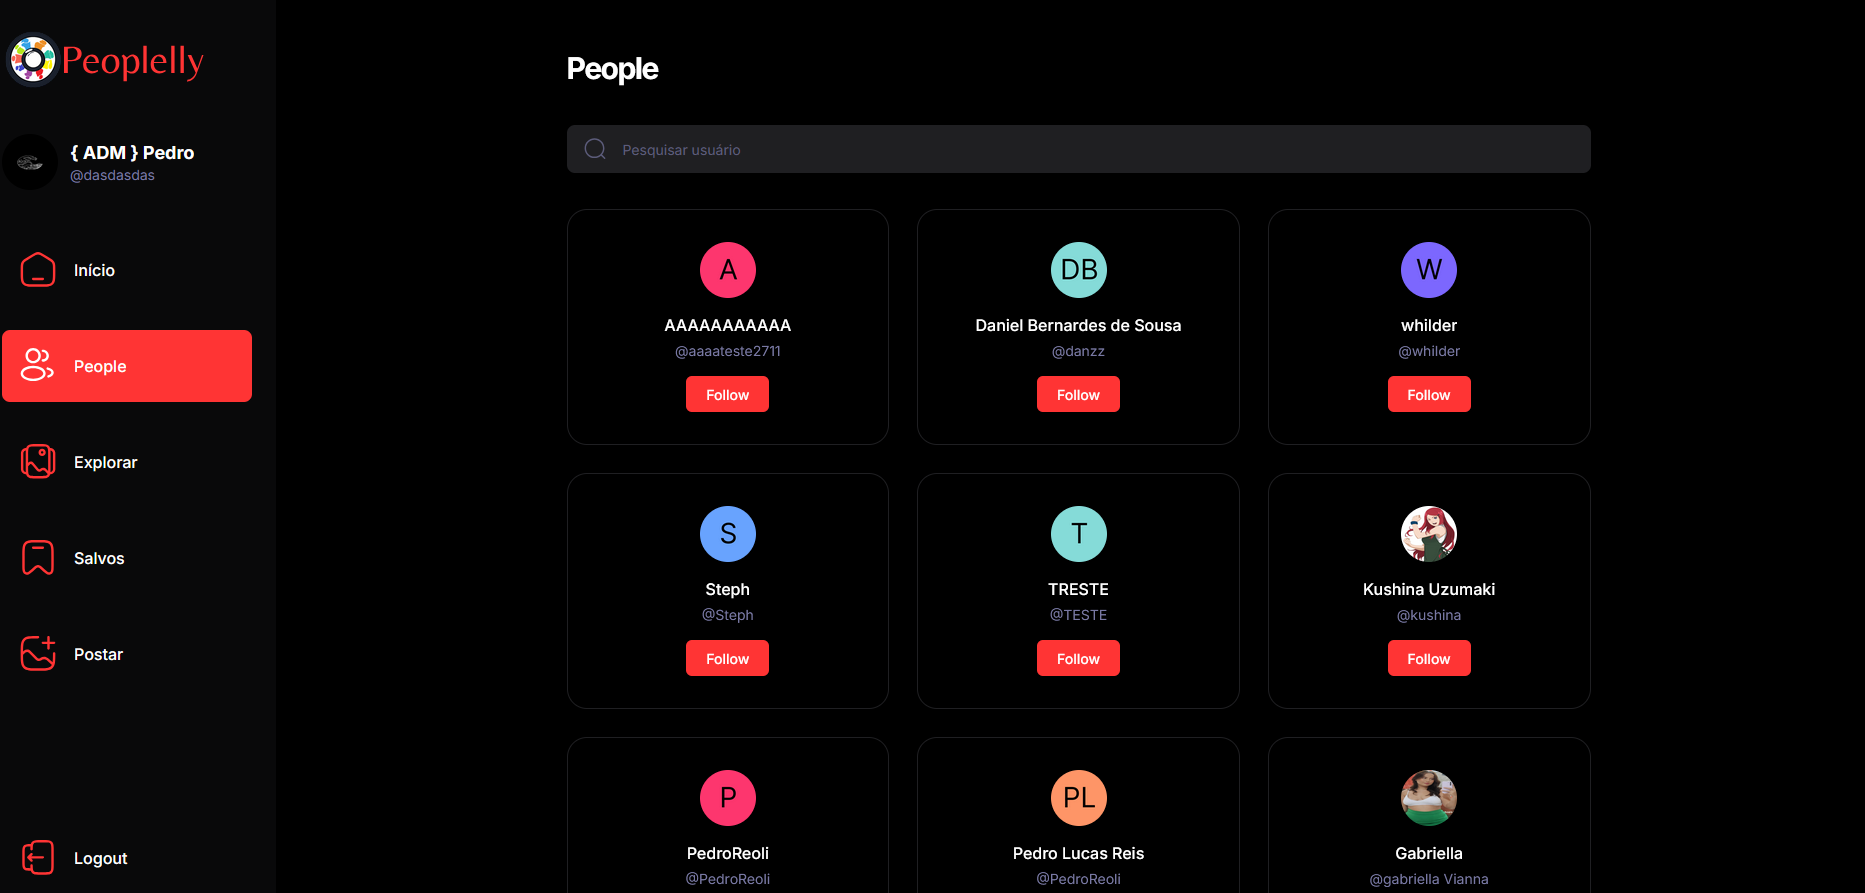 Peoplelly
{ ADM } Pedro
@dasdasdas
Início
People
Explorar
Salvos
Postar
Logout
People
Pesquisar usuário
A
AAAAAAAAAAA
@aaaateste2711
Follow
DB
Daniel Bernardes de Sousa
@danzz
Follow
W
whilder
@whilder
Follow
S
Steph
@Steph
Follow
T
TRESTE
@TESTE
Follow
Kushina Uzumaki
@kushina
Follow
P
PedroReoli
@PedroReoli
PL
Pedro Lucas Reis
@PedroReoli
Gabriella
@gabriella Vianna